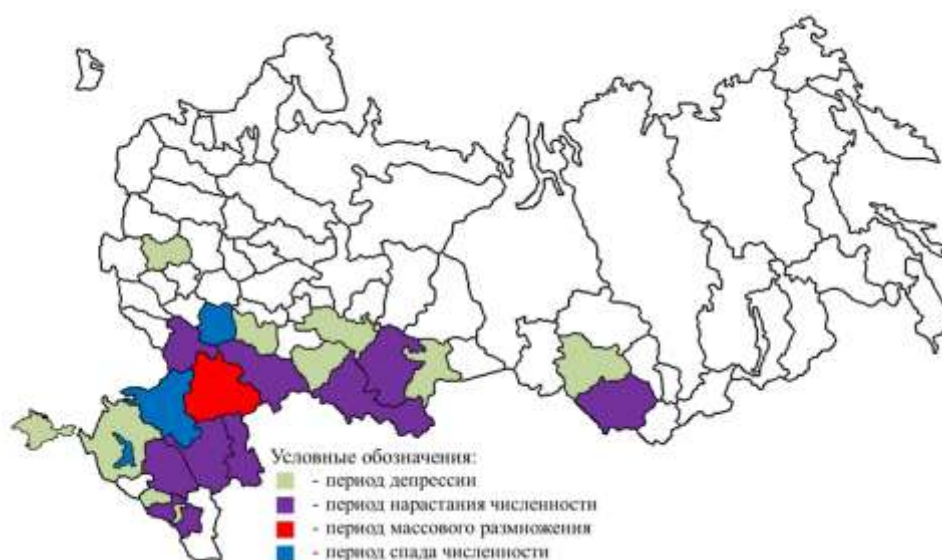 Условные обозначения:
- период депрессии
- период нарастания численности
- период массового размножения
- период спада численности